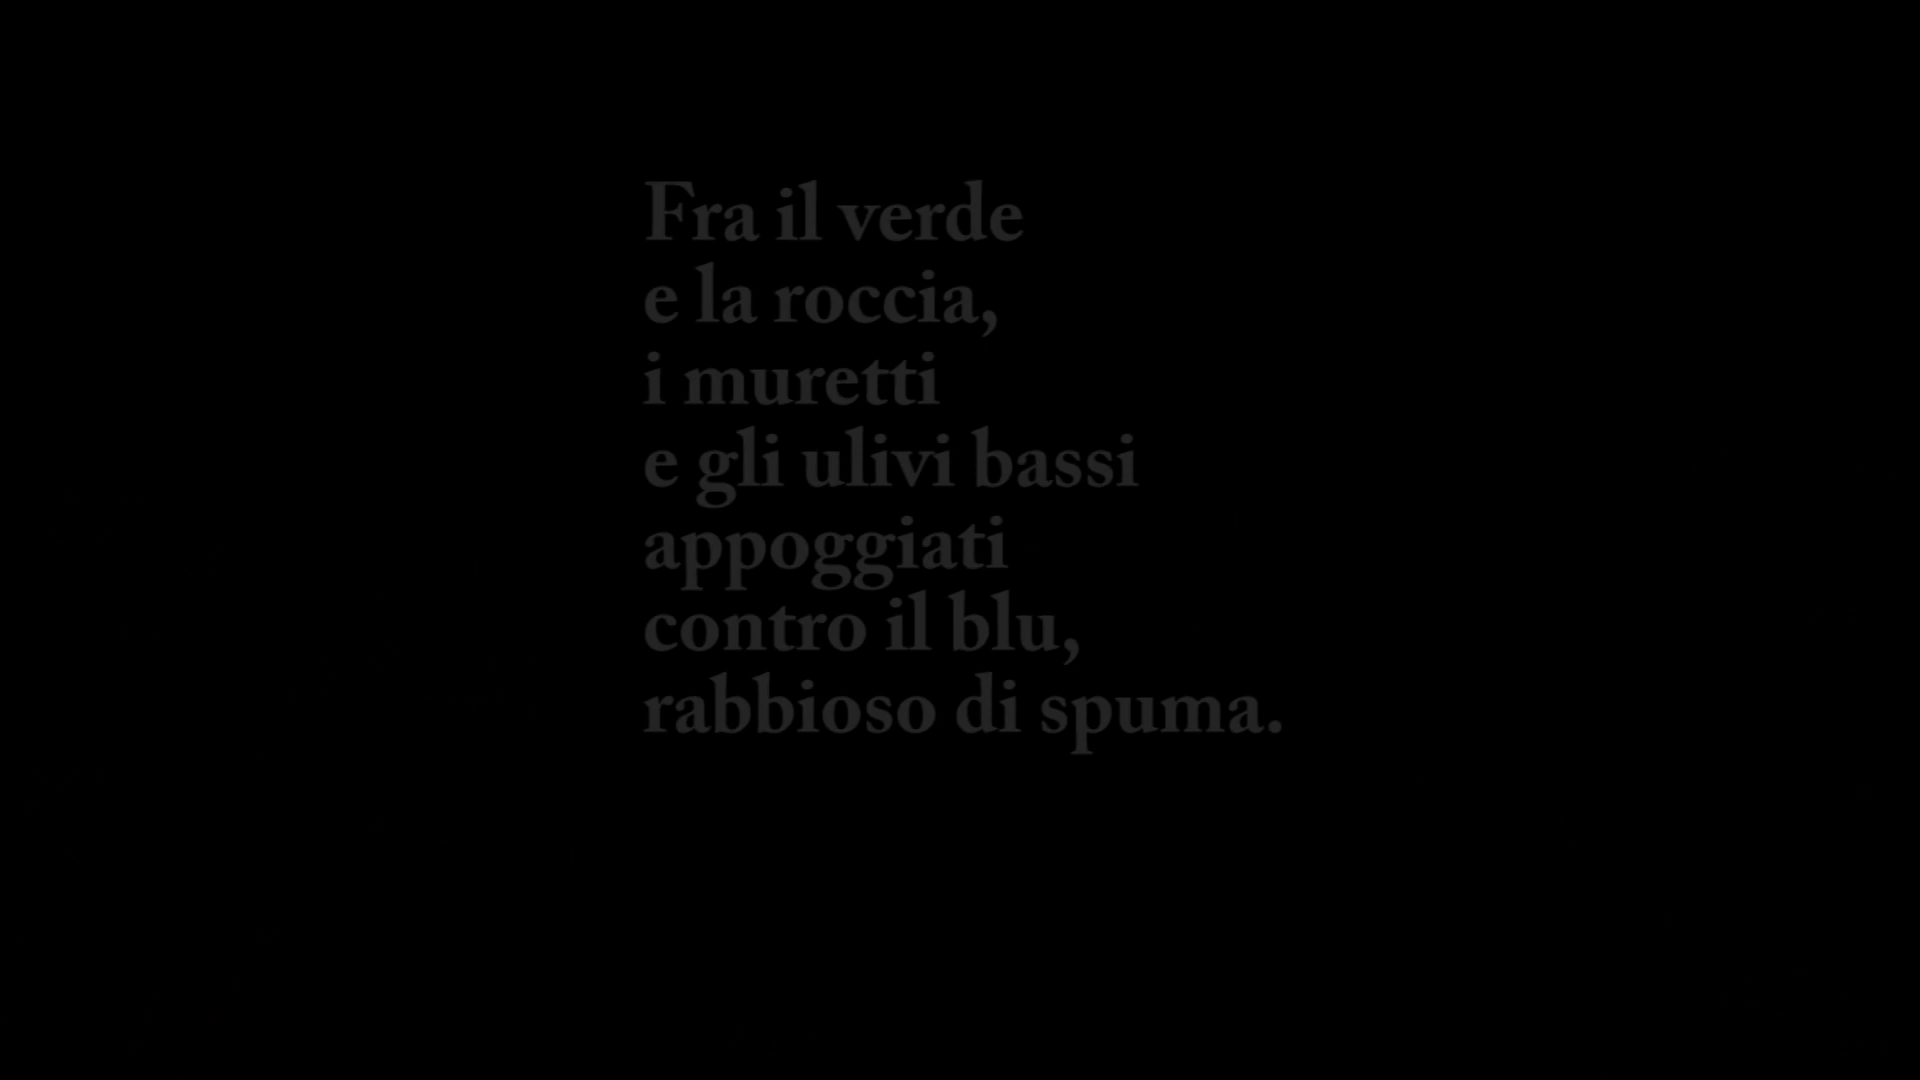 Fra il verde
e la roccia,
i muretti
e gli ulivi bassi
appoggiati
contro il blu,
rabbioso di spuma.